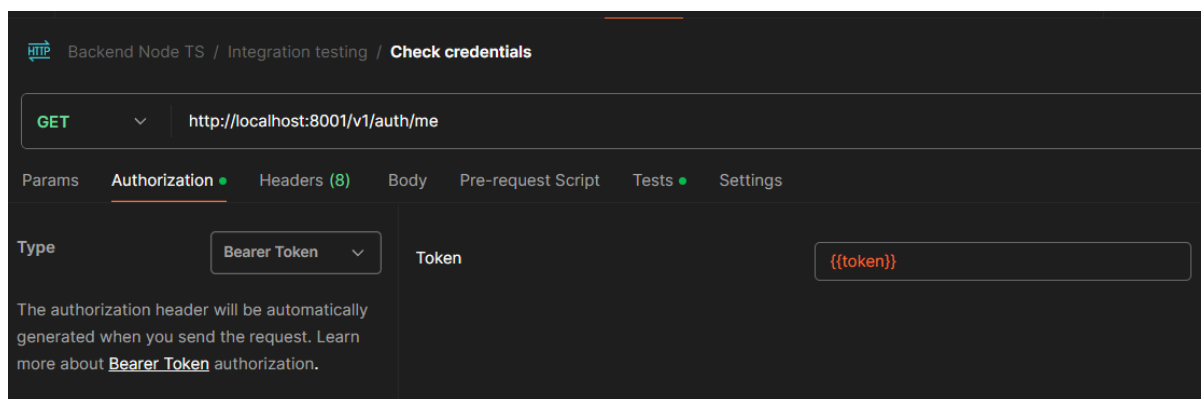 HTTP Backend Node TS / Integration testing / Check credentials
GET http://localhost:8001/v1/auth/me
Params Authorization Headers (8) Body Pre-request Script Tests Settings
Type Bearer Token Token {{token}}
The authorization header will be automatically
generated when you send the request. Learn
more about Bearer Token authorization.